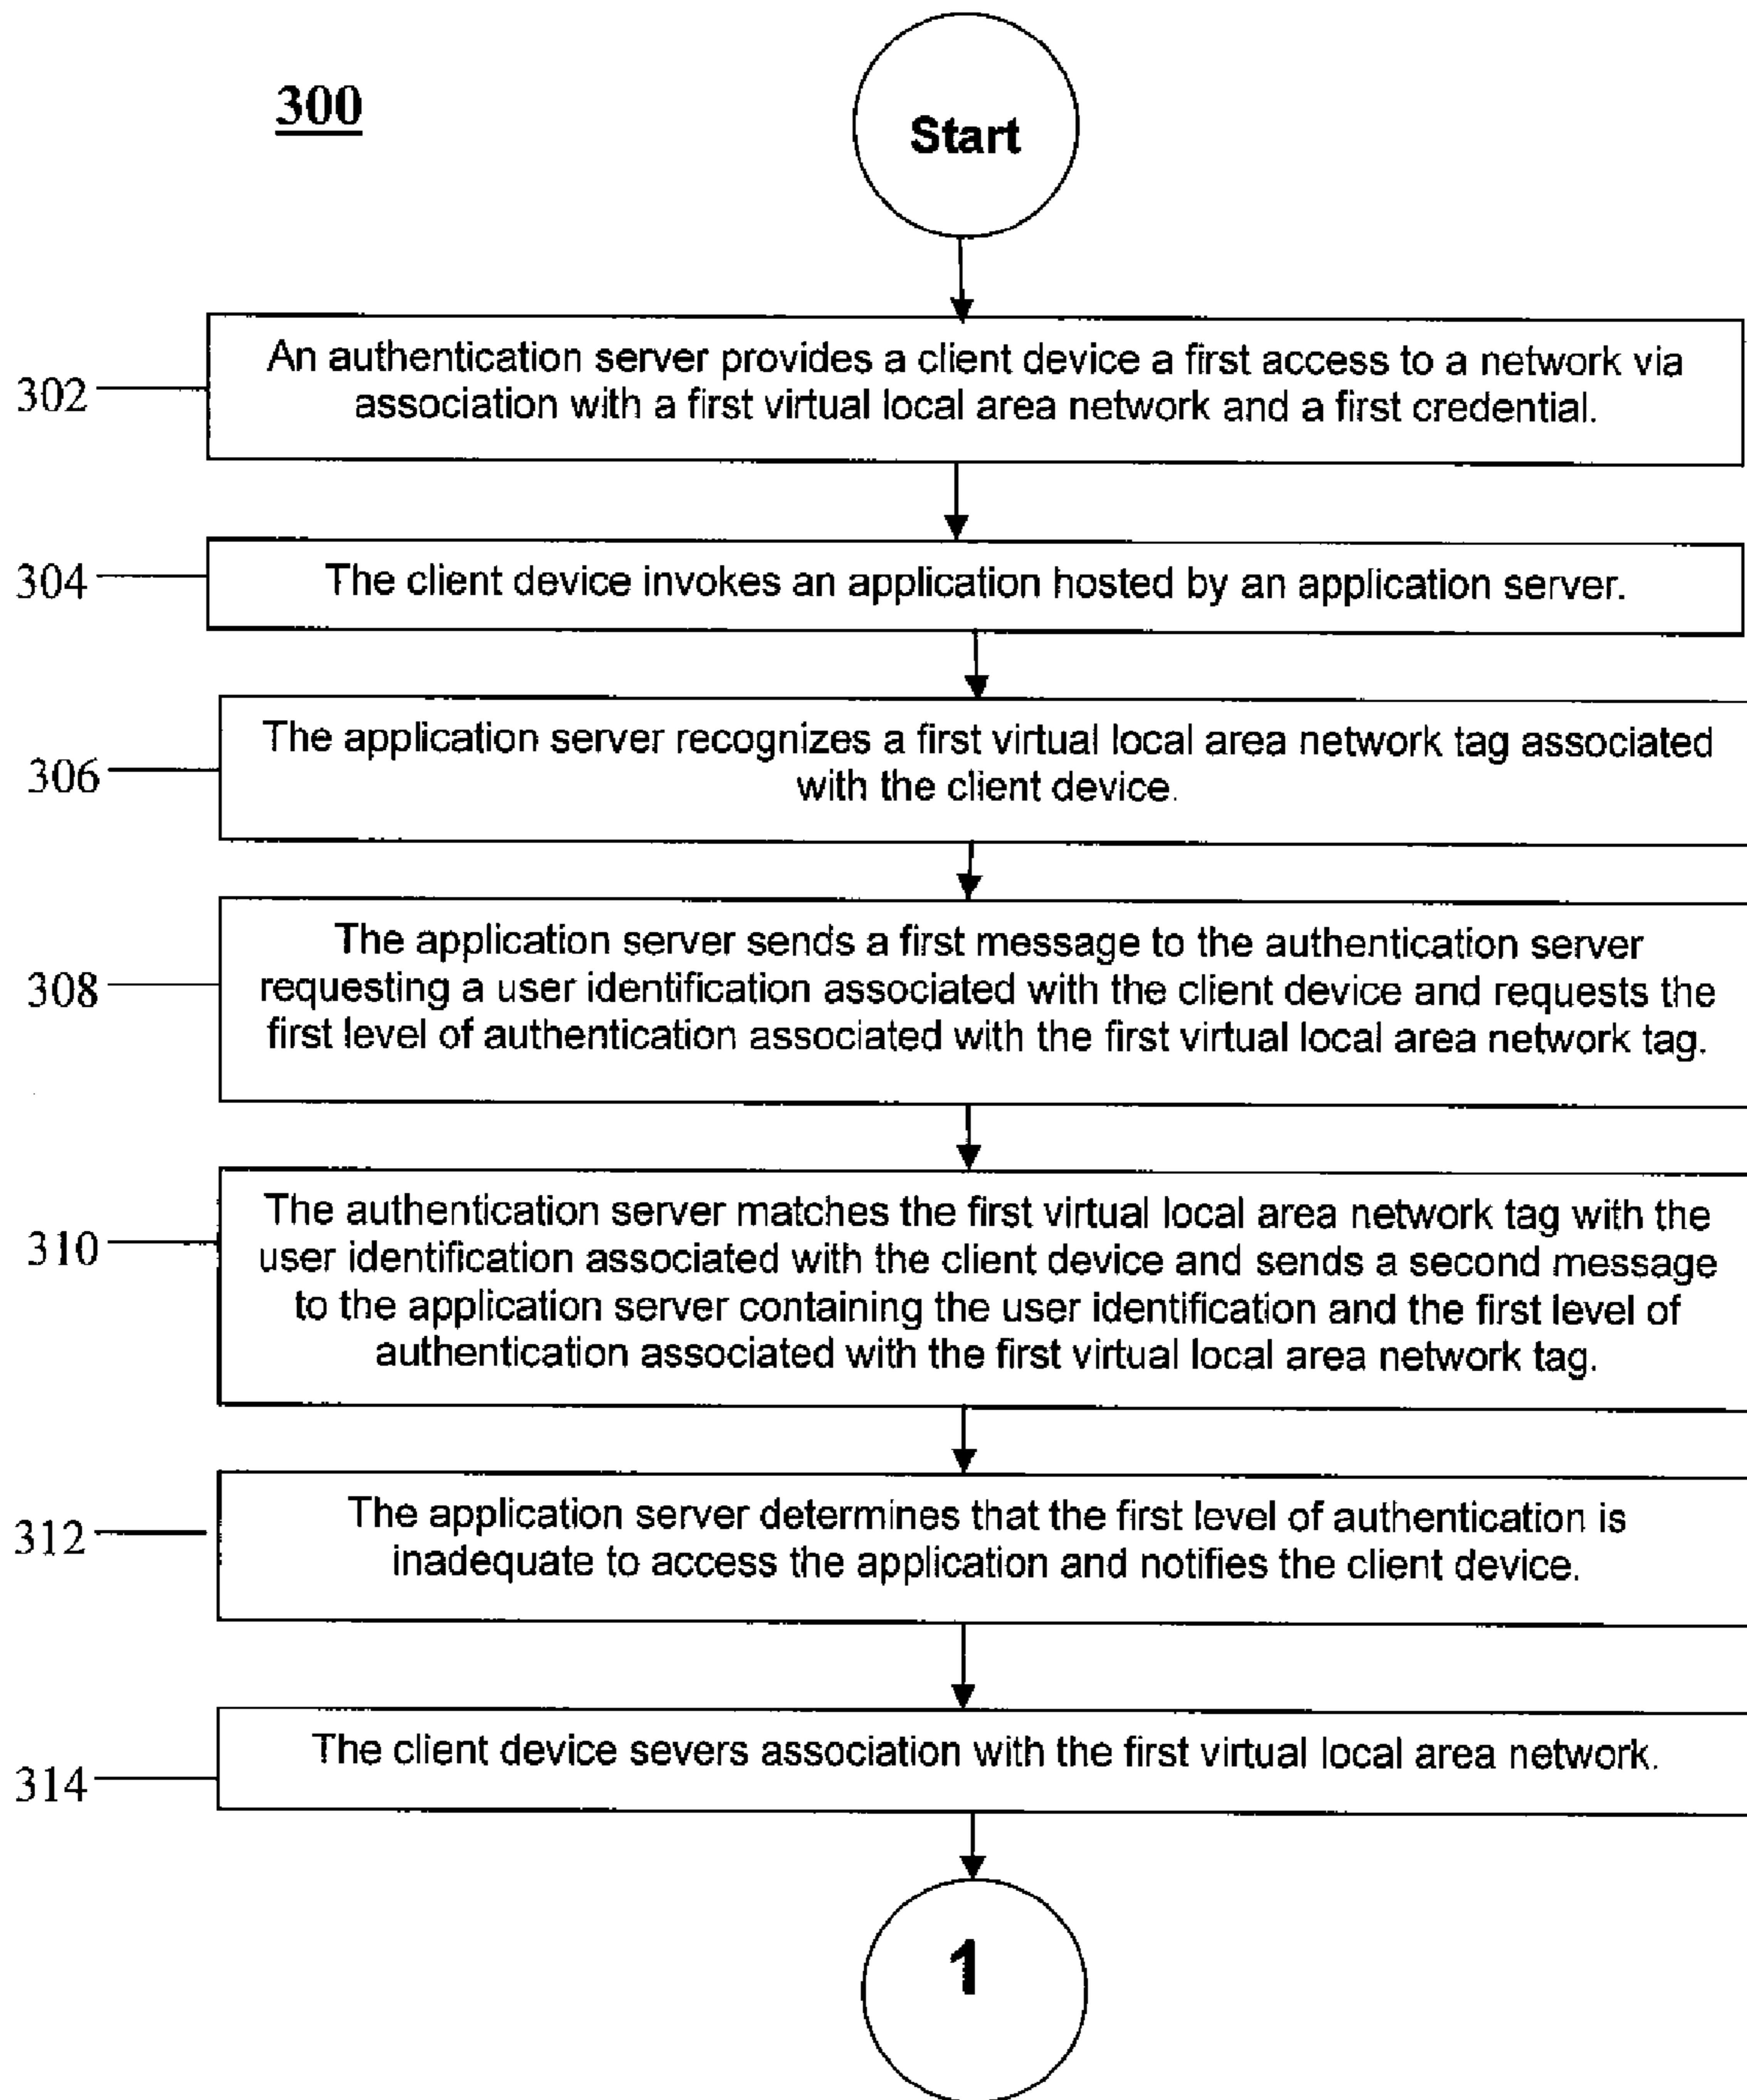 300
Start
302
An authentication server provides a client device a first access to a network via
association with a first virtual local area network and a first credential.
304
The client device invokes an application hosted by an application server.
306
The application server recognizes a first virtual local area network tag associated
with the client device.
308
The application server sends a first message to the authentication server
requesting a user identification associated with the client device and requests the
first level of authentication associated with the first virtual local area network tag.
310
The authentication server matches the first virtual local area network tag with the
user identification associated with the client device and sends a second message
to the application server containing the user identification and the first level of
authentication associated with the first virtual local area network tag.
312
The application server determines that the first level of authentication is
inadequate to access the application and notifies the client device.
314
The client device severs association with the first virtual local area network.
1